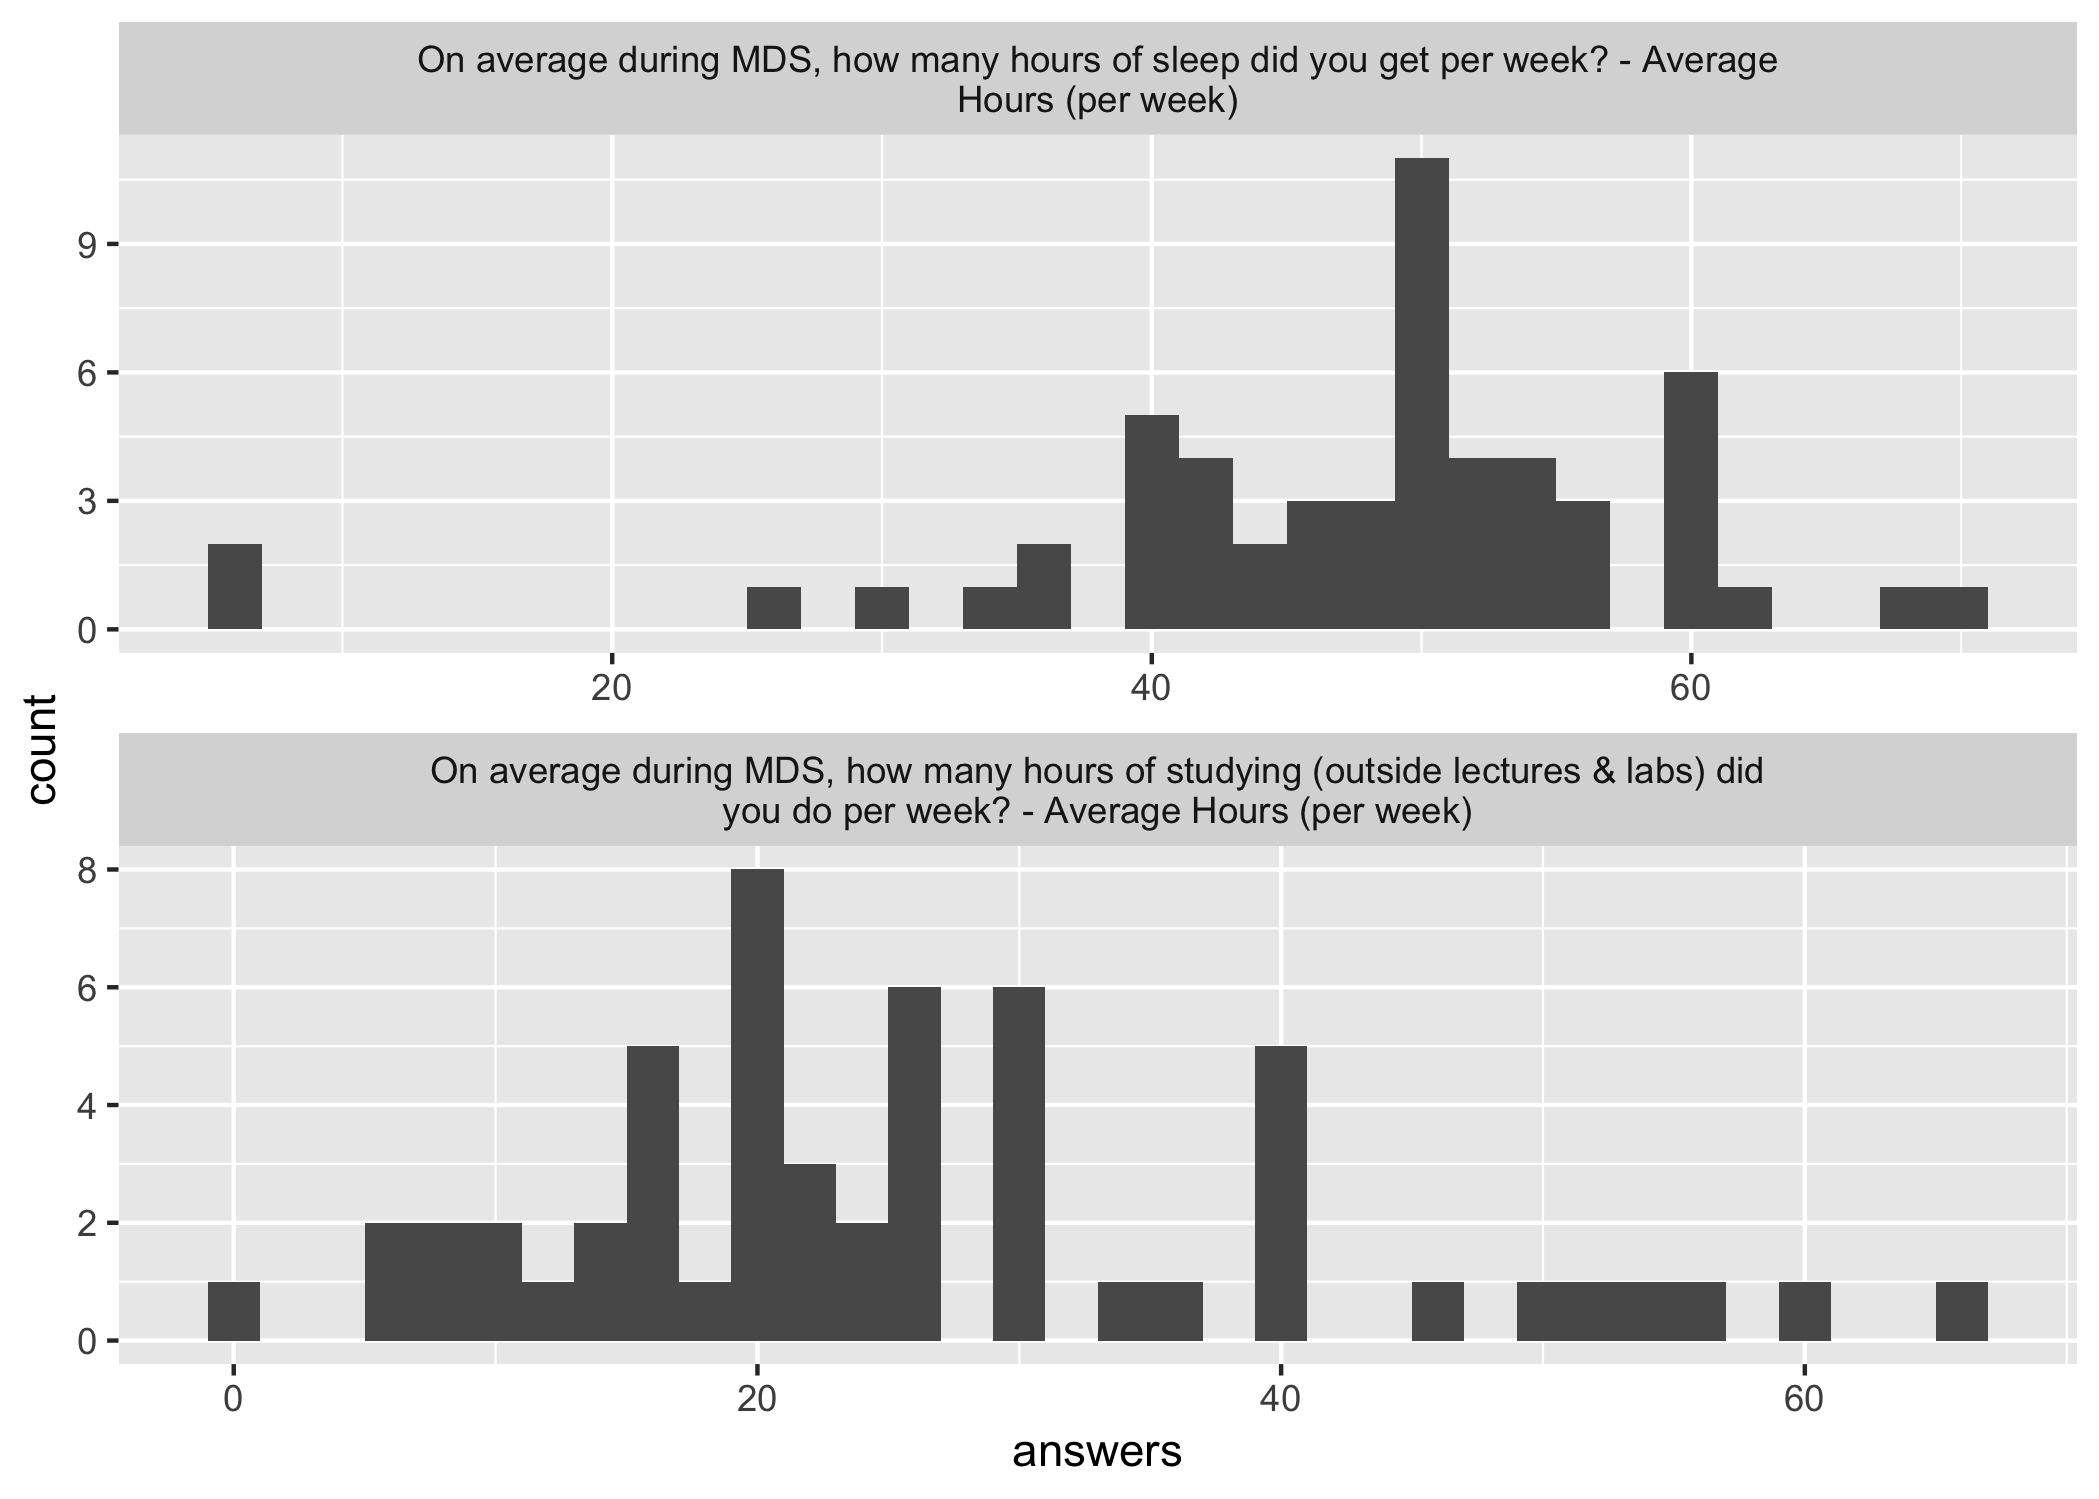 On average during MDS, how many hours of sleep did you get per week? - Average
Hours (per week)
9
6
3
0
20 40 60
count
On average during MDS, how many hours of studying (outside lectures & labs) did
you do per week? - Average Hours (per week)
8
6
4
2
0
0 20 40 60
answers